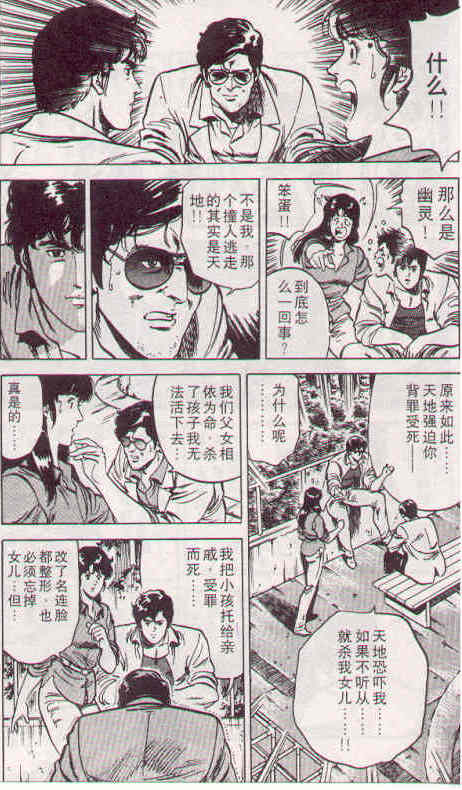 什么!!
那么是
幽灵！
笨蛋!!
到底怎
么一回事？
不是我，那
个撞人逃走
的其实是天
地!!
原来如此……
天地强迫你
背罪受死——
为什么呢
天地恐吓我
如果不听从……
就杀我女儿……!!
我们父女相
依为命，杀
了孩子我无
法活下去…
真是的……
我把小孩托给亲
戚，受罪
而死……
改了名连脸
都整形，也
必须忘掉
女儿…但…